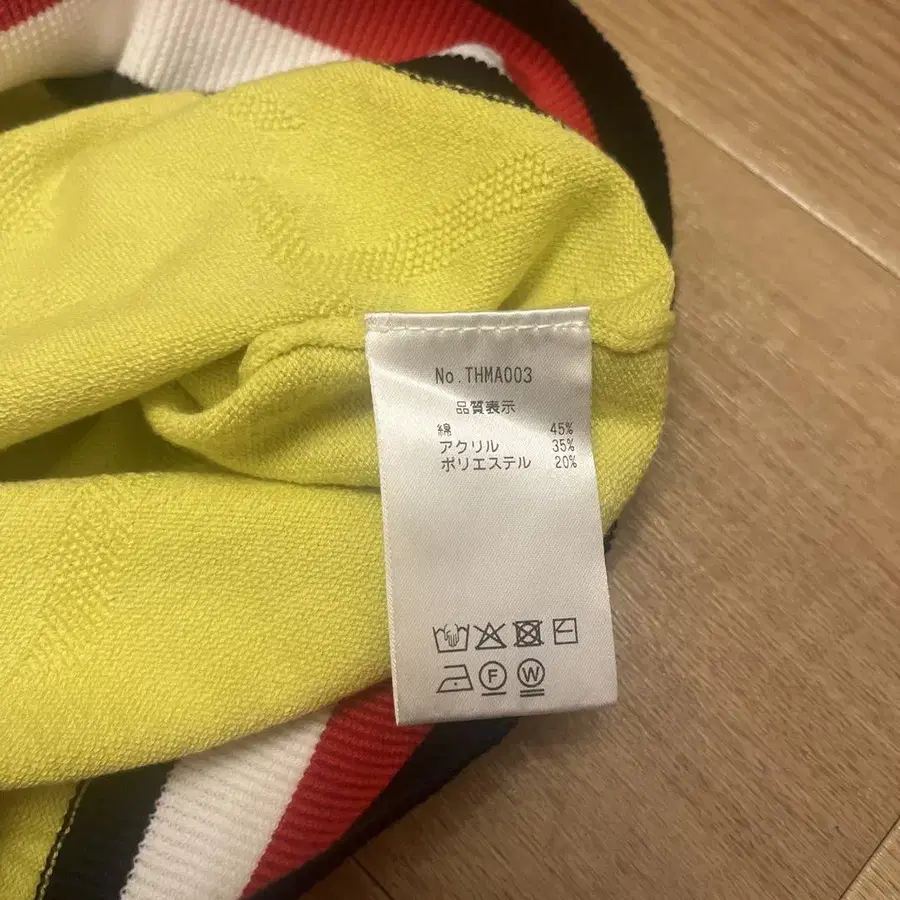 No.THMA003
品質表示
綿 45%
アクリル 35%
ポリエステル 20%
F W